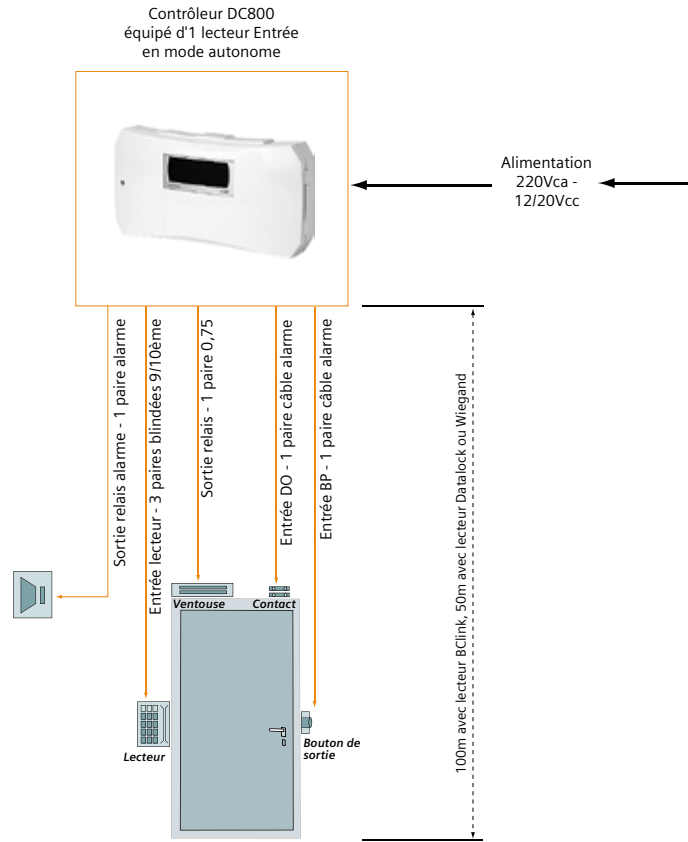 Contrôleur DC800
équipé d'1 lecteur Entrée
en mode autonome
Alimentation
220Vca -
12/20Vcc
Sortie relais alarme - 1 paire alarme
Entrée lecteur - 3 paires blindées 9/10ème
Sortie relais - 1 paire 0,75
Entrée DO - 1 paire câble alarme
Entrée BP - 1 paire câble alarme
100m avec lecteur BClink, 50m avec lecteur Datalock ou Wiegand
Ventouse
Contact
Lecteur
Bouton de
sortie